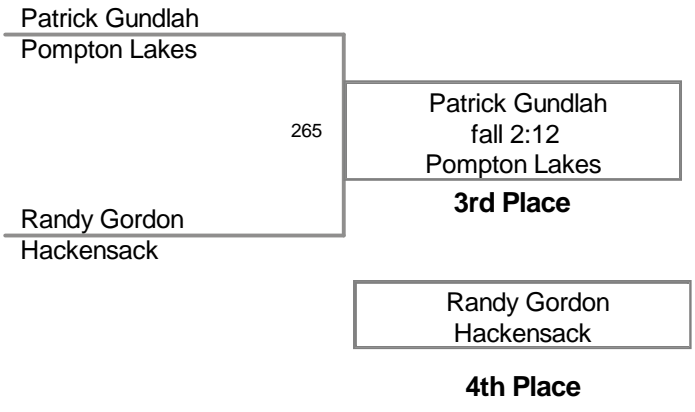 Patrick Gundlah
Pompton Lakes
265
Patrick Gundlah
fall 2:12
Pompton Lakes
3rd Place
Randy Gordon
Hackensack
Randy Gordon
Hackensack
4th Place